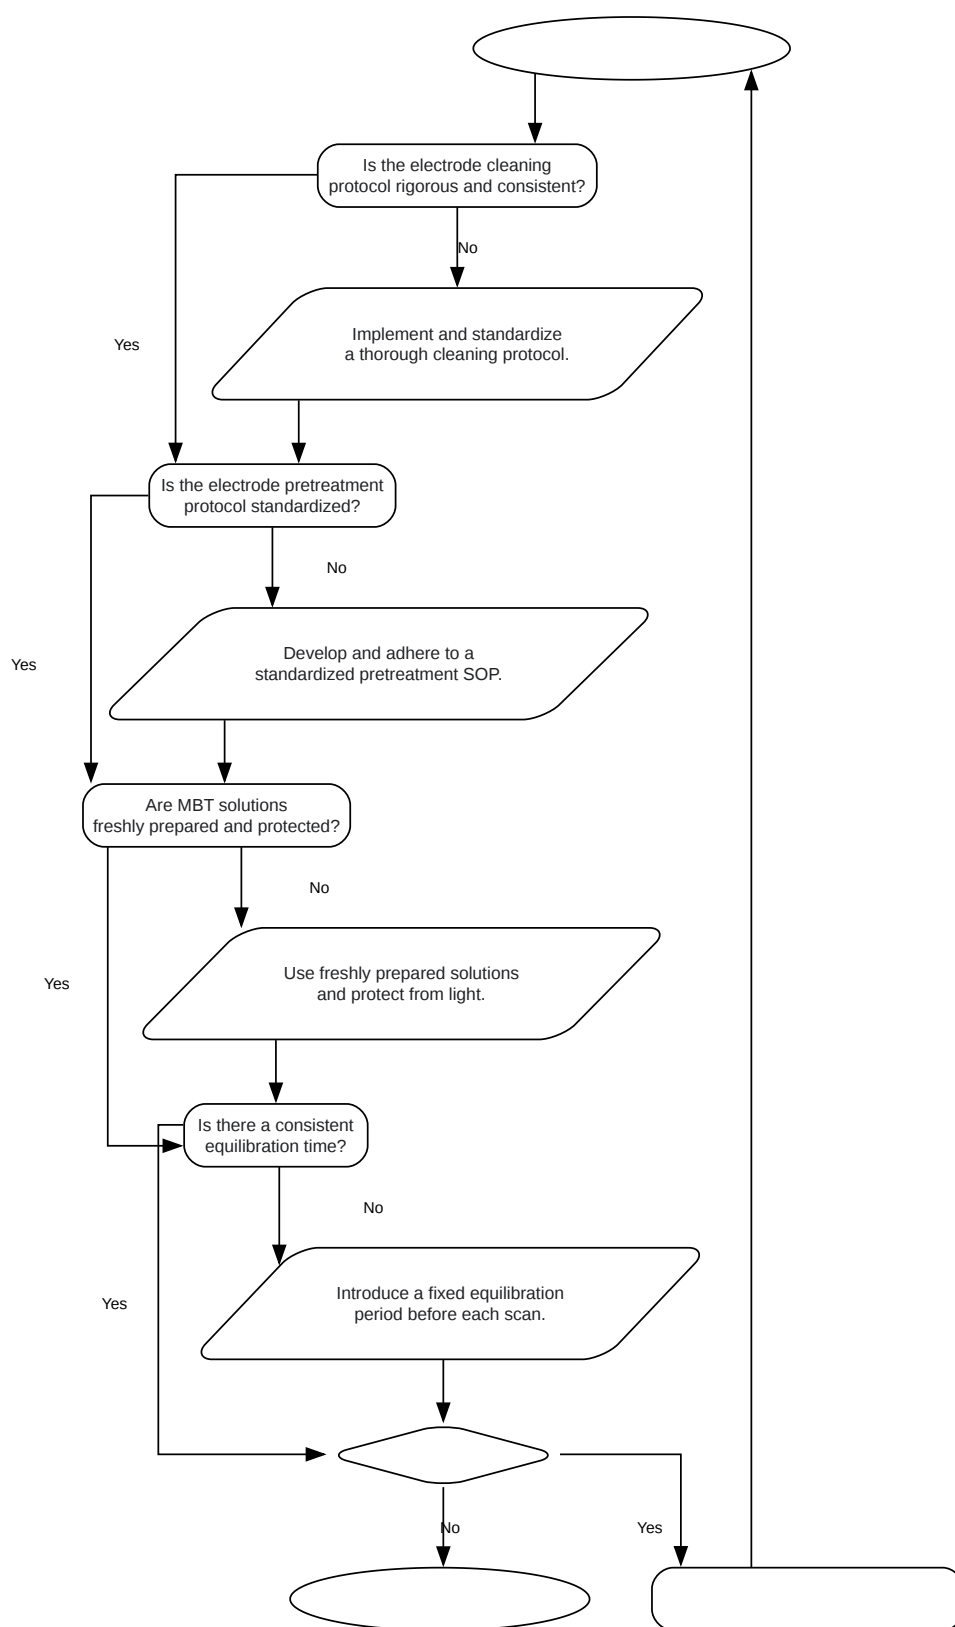 Is the electrode cleaning
protocol rigorous and consistent?
No
Implement and standardize
a thorough cleaning protocol.
Yes
Is the electrode pretreatment
protocol standardized?
No
Develop and adhere to a
standardized pretreatment SOP.
Yes
Are MBT solutions
freshly prepared and protected?
No
Use freshly prepared solutions
and protect from light.
Yes
Is there a consistent
equilibration time?
No
Introduce a fixed equilibration
period before each scan.
Yes
No
Yes